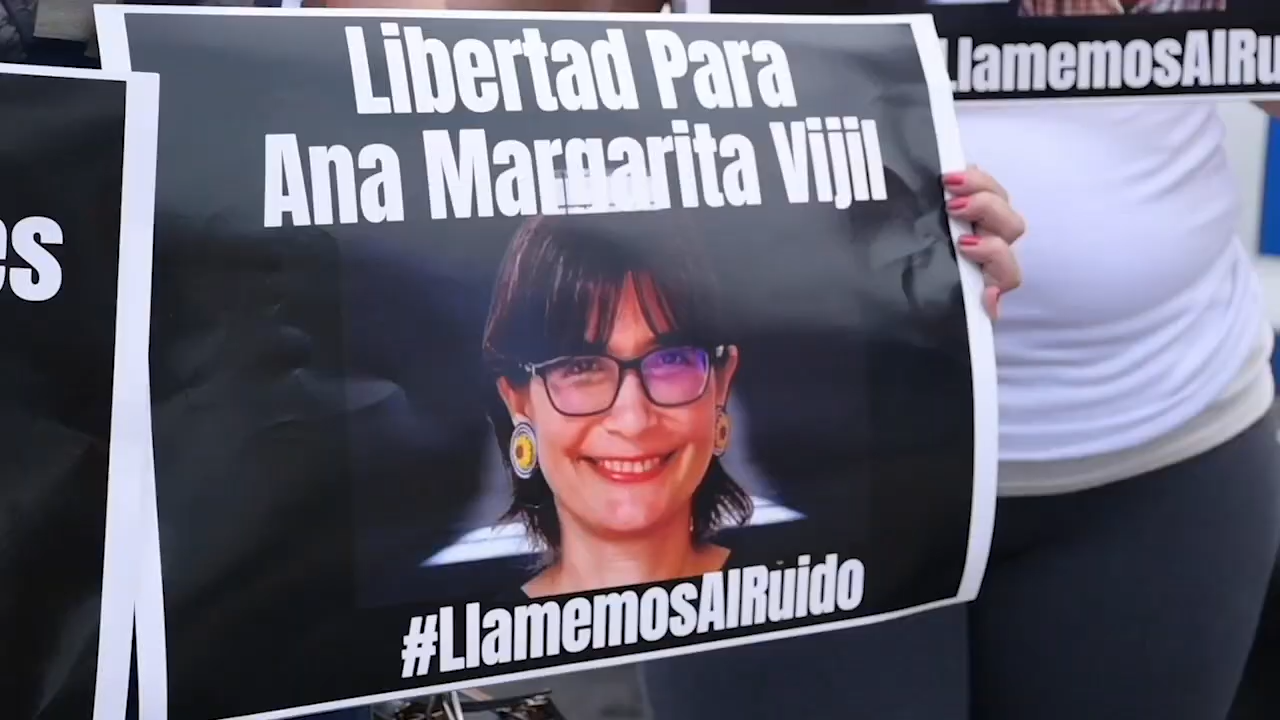 Libertad Para
Ana Margarita Vijil
#LlamemosAlRuido
LlamemosAlRu
es